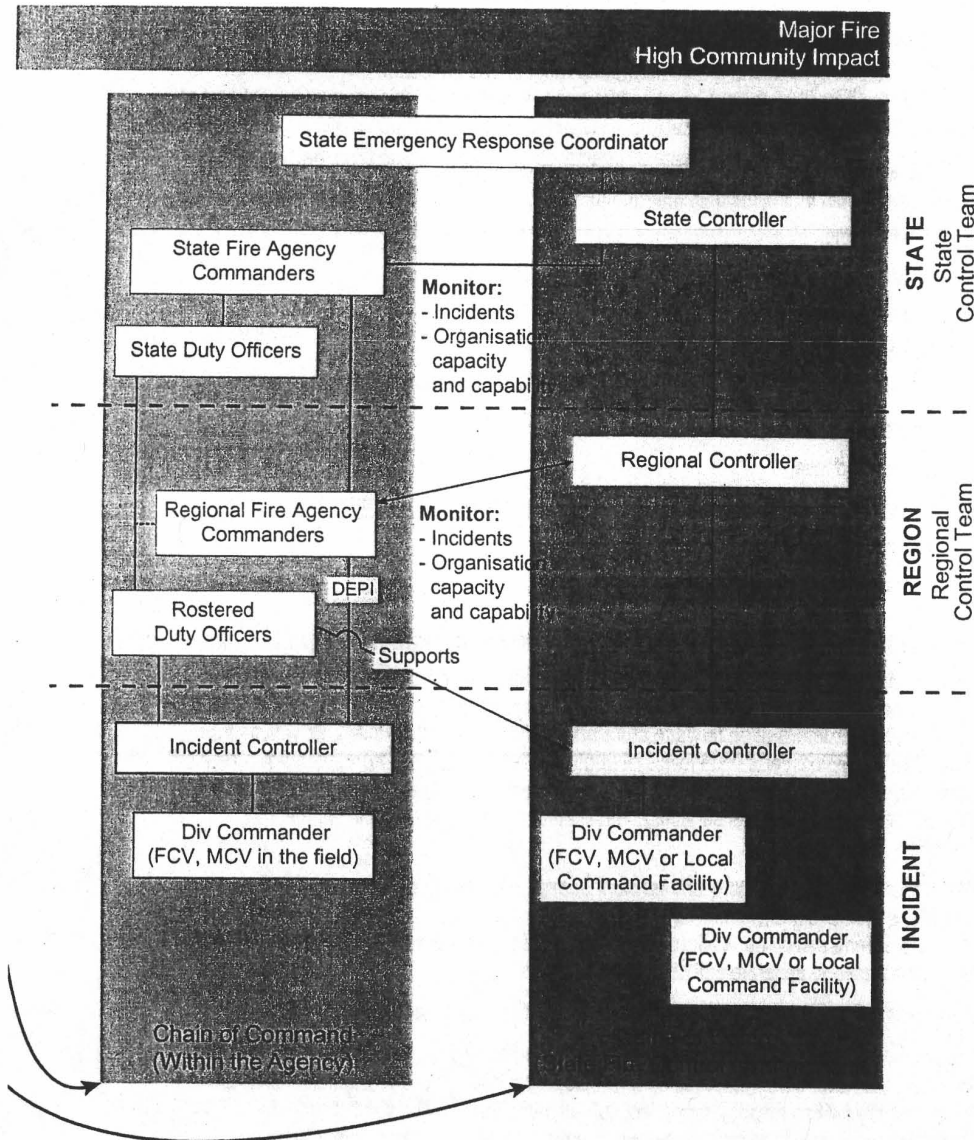 Major Fire
High Community Impact
State Emergency Response Coordinator
State Controller
State Fire Agency
Commanders
Monitor:
- Incidents
- Organisation
capacity
and capability
State Duty Officers
STATE
State
Control Team
Regional Controller
Regional Fire Agency
Commanders
Monitor:
- Incidents
- Organisation
capacity
and capability
DEPI
Rostered
Duty Officers
Supports
REGION
Regional
Control Team
Incident Controller
Incident Controller
Div Commander
(FCV, MCV in the field)
Div Commander
(FCV, MCV or Local
Command Facility)
Div Commander
(FCV, MCV or Local
Command Facility)
INCIDENT
Chain of Command
(Within the Agency)